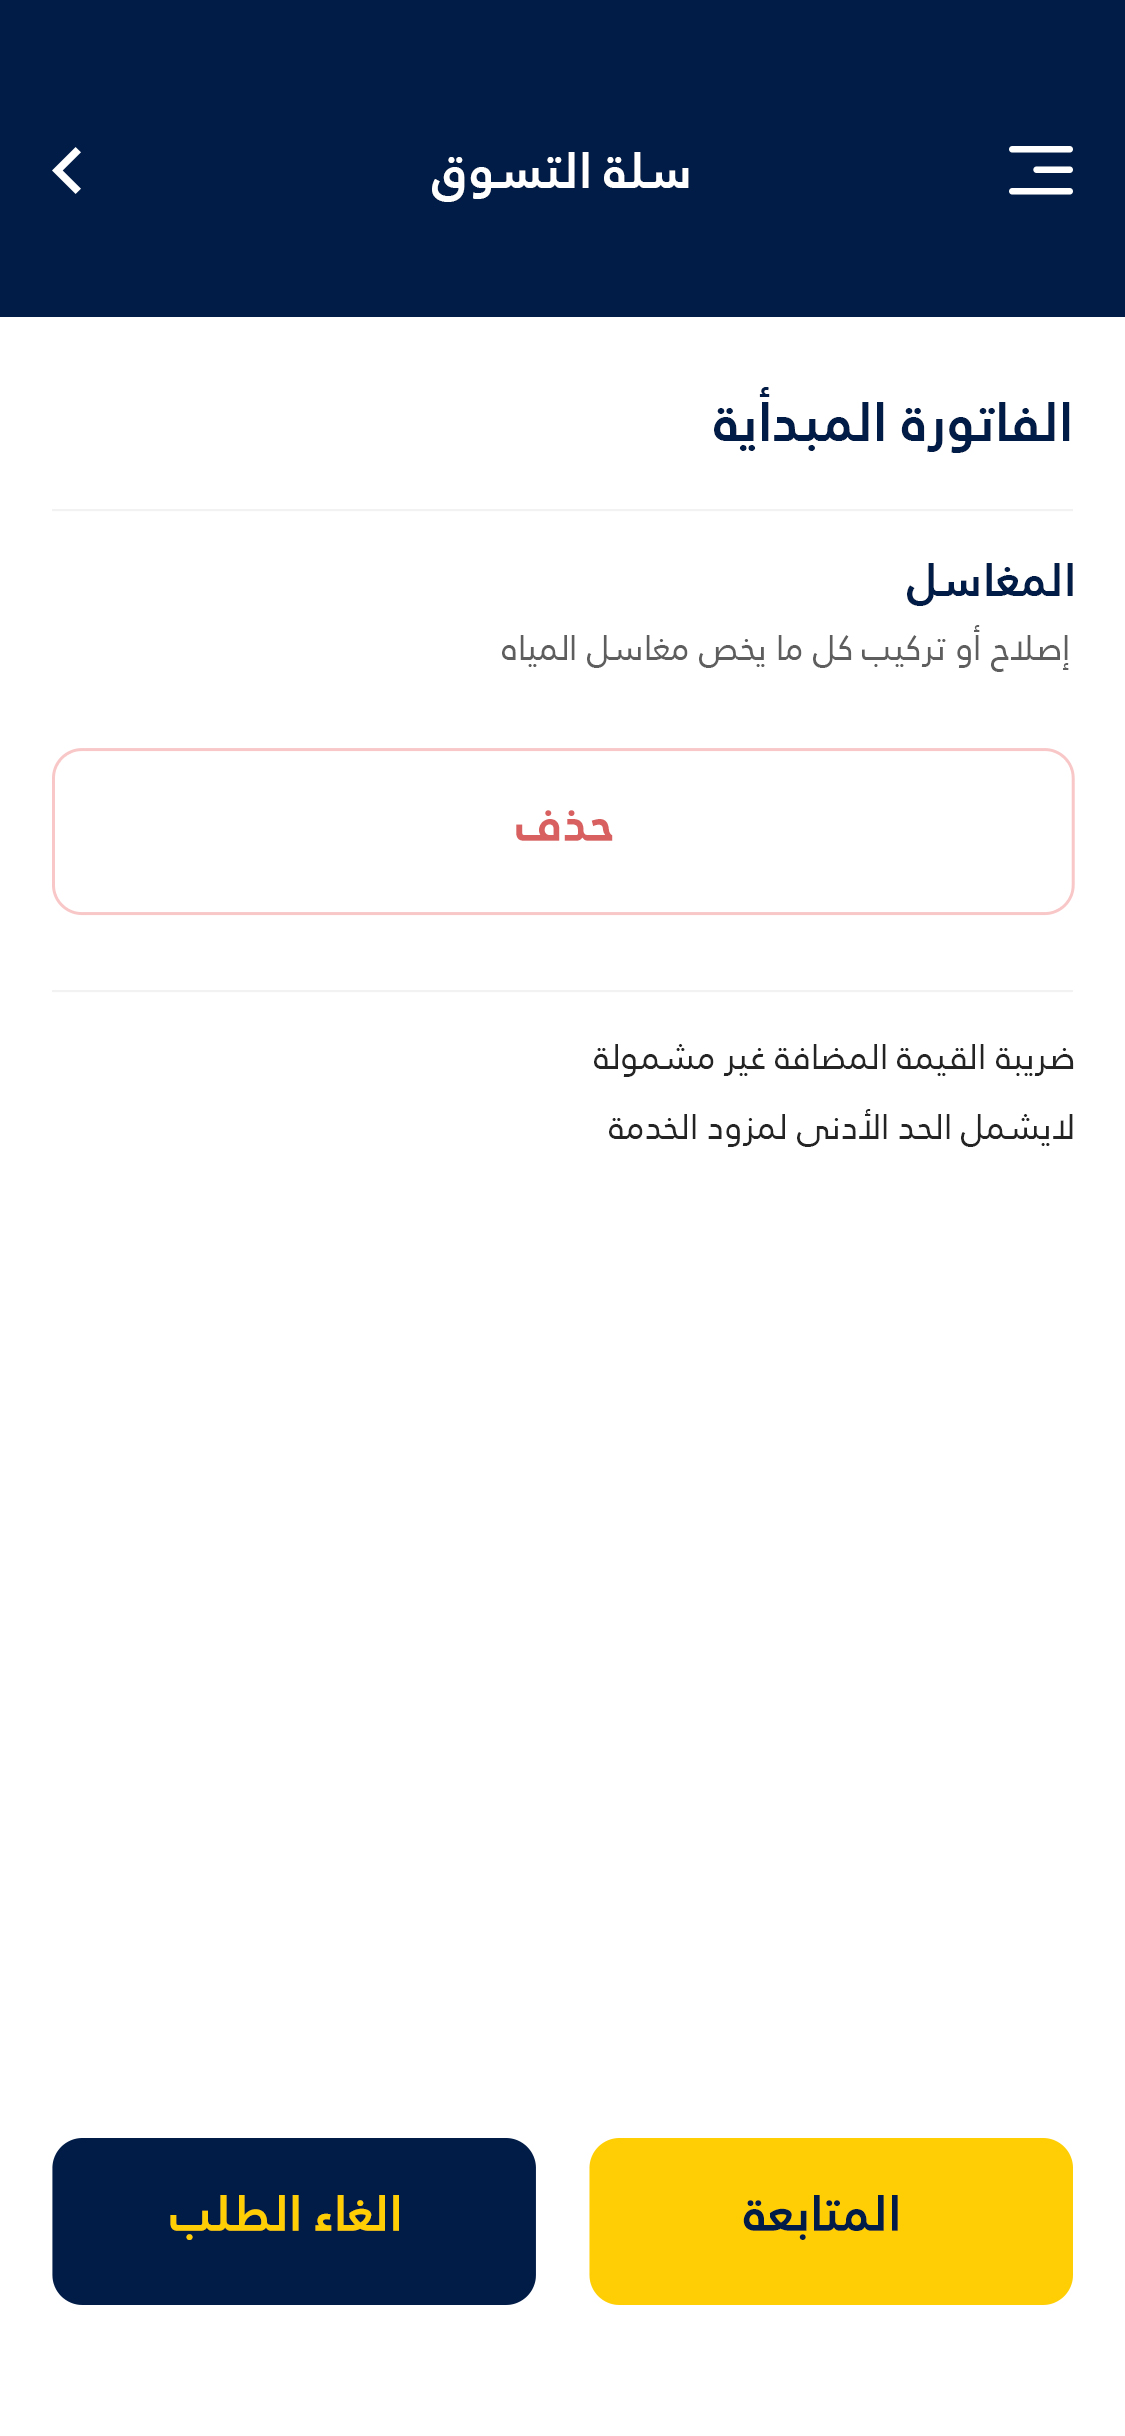 سلة التسوق
الفاتورة المبدأية
المغاسل
إصلاح أو تركيب كل ما يخص مغاسل المياه
حذف
ضريبة القيمة المضافة غير مشمولة
لايشمل الحد الأدنى لمزود الخدمة
المتابعة
الغاء الطلب